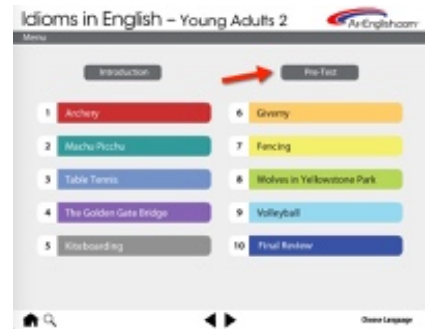 Idioms in English – Young Adults 2
ArEnglish.com
Menu
Introduction
Pre-Test
1 Archery
2 Machu Picchu
3 Table Tennis
4 The Golden Gate Bridge
5 Kiteboarding
6 Giverny
7 Fencing
8 Wolves in Yellowstone Park
9 Volleyball
10 Final Review
Choose Language